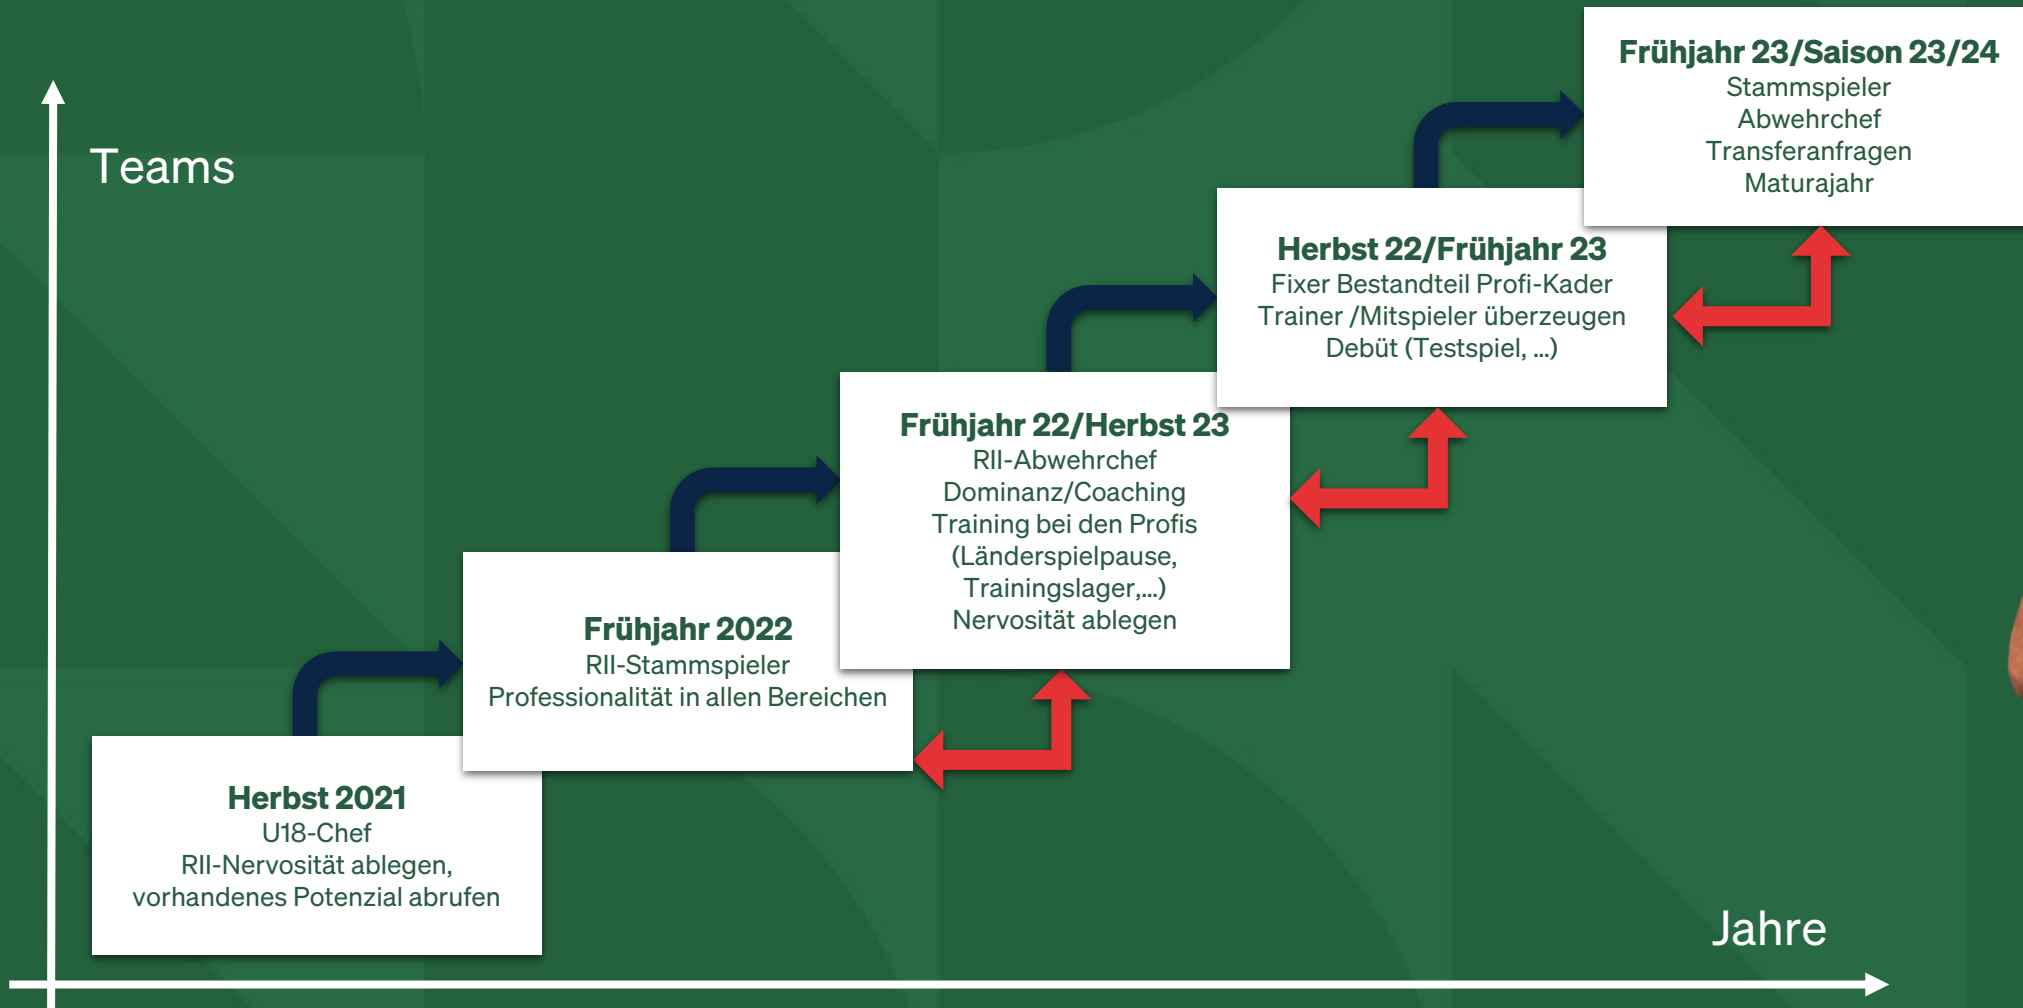 Teams
Frühjahr 23/Saison 23/24
Stammspieler
Abwehrchef
Transferanfragen
Maturajahr
Herbst 22/Frühjahr 23
Fixer Bestandteil Profi-Kader
Trainer /Mitspieler überzeugen
Debüt (Testspiel, ...)
Frühjahr 22/Herbst 23
RII-Abwehrchef
Dominanz/Coaching
Training bei den Profis
(Länderspielpause,
Trainingslager,...)
Nervosität ablegen
Frühjahr 2022
RII-Stammspieler
Professionalität in allen Bereichen
Herbst 2021
U18-Chef
RII-Nervosität ablegen,
vorhandenes Potenzial abrufen
Jahre